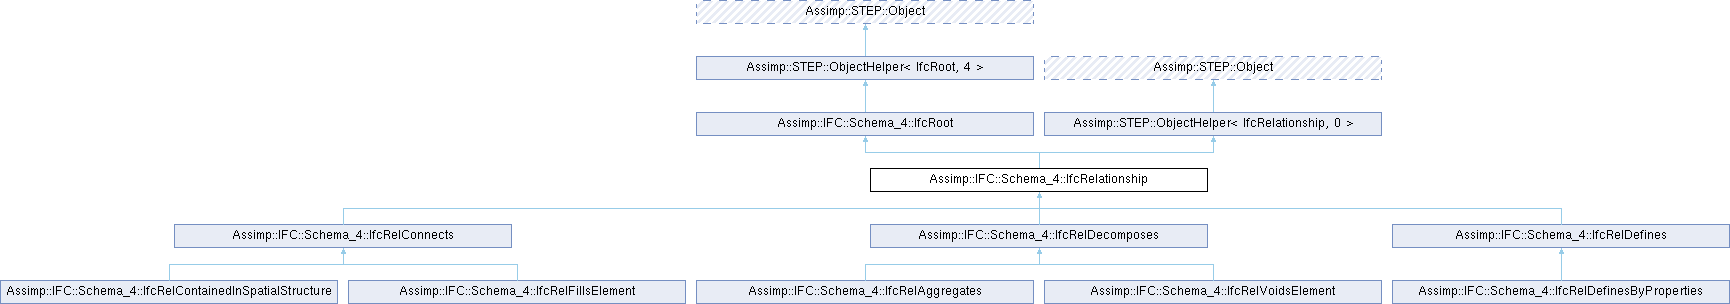 Assimp::STEP::Object
Assimp::STEP::ObjectHelper< IfcRoot, 4 >
Assimp::STEP::Object
Assimp::IFC::Schema_4::IfcRoot
Assimp::STEP::ObjectHelper< IfcRelationship, 0 >
Assimp::IFC::Schema_4::IfcRelationship
Assimp::IFC::Schema_4::IfcRelConnects
Assimp::IFC::Schema_4::IfcRelDecomposes
Assimp::IFC::Schema_4::IfcRelDefines
Assimp::IFC::Schema_4::IfcRelContainedInSpatialStructure
Assimp::IFC::Schema_4::IfcRelFillsElement
Assimp::IFC::Schema_4::IfcRelAggregates
Assimp::IFC::Schema_4::IfcRelVoidsElement
Assimp::IFC::Schema_4::IfcRelDefinesByProperties